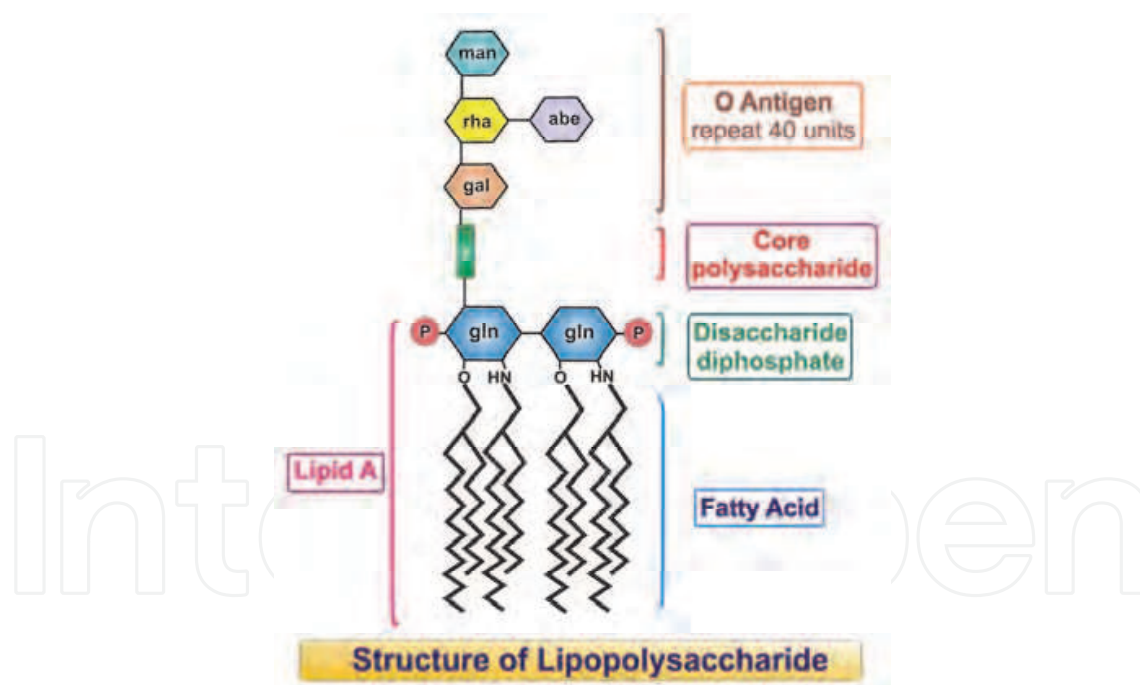 man
rha
abe
gal
O Antigen
repeat 40 units
Core
polysaccharide
P
gln
gln
P
Disaccharide
diphosphate
O
HN
O
HN
Lipid A
Fatty Acid
Structure of Lipopolysaccharide